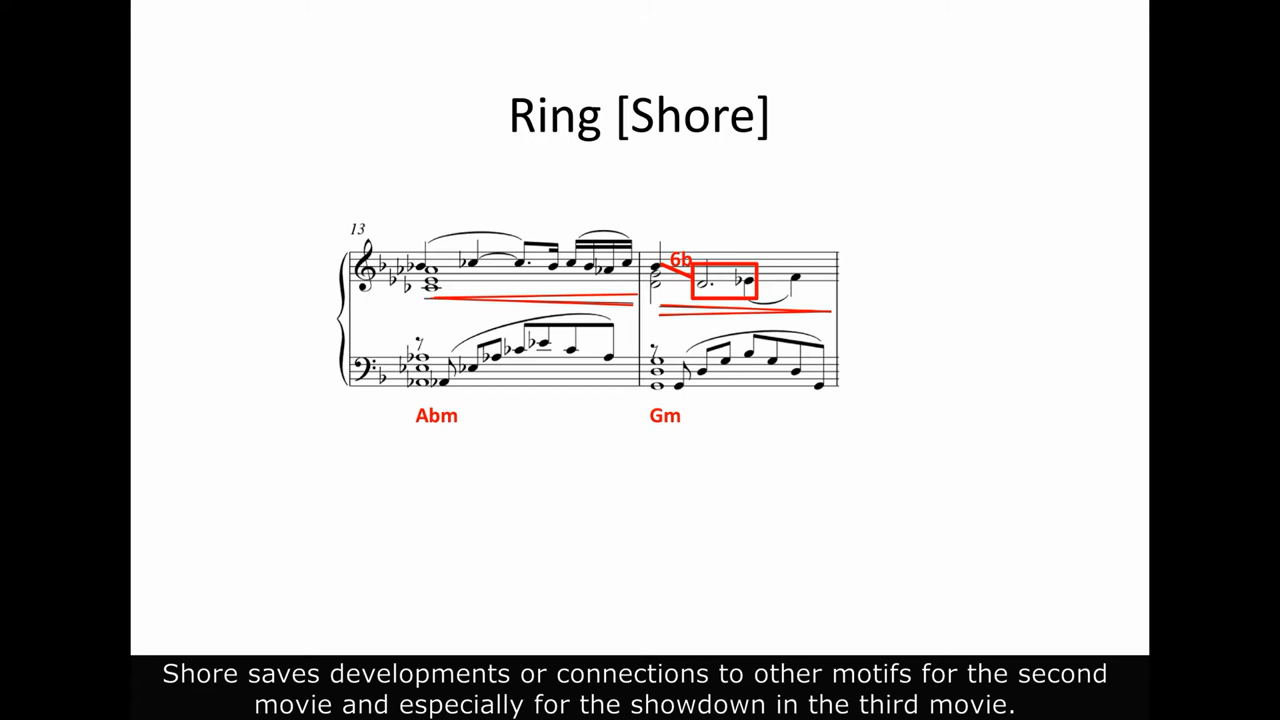 Ring [Shore]
13
6b
Abm
Gm
Shore saves developments or connections to other motifs for the second
movie and especially for the showdown in the third movie.